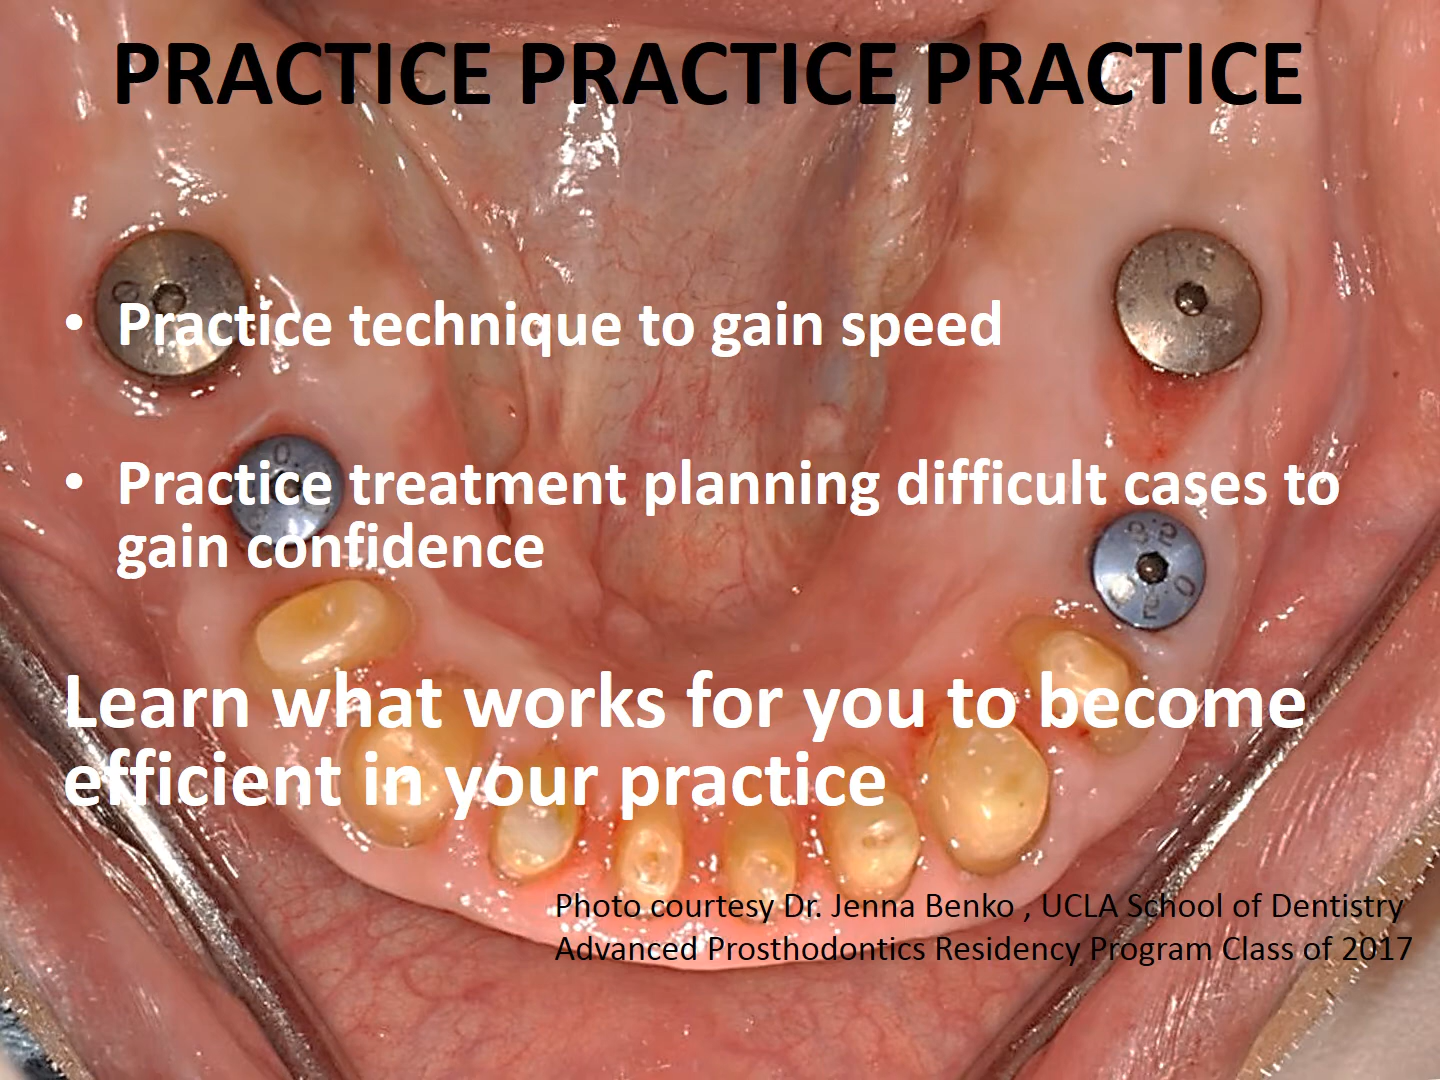 PRACTICE PRACTICE PRACTICE
• Practice technique to gain speed
• Practice treatment planning difficult cases to
gain confidence
Learn what works for you to become
efficient in your practice
Photo courtesy Dr. Jenna Benko , UCLA School of Dentistry
Advanced Prosthodontics Residency Program Class of 2017